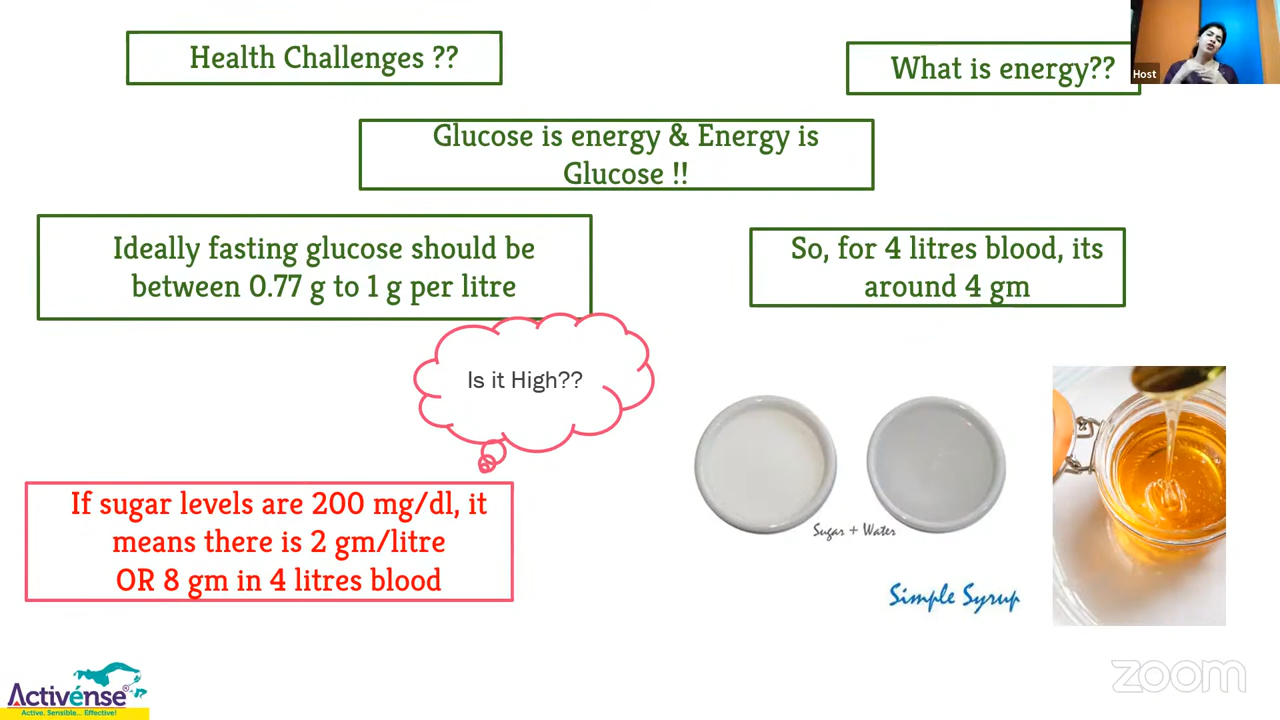 Health Challenges ??
What is energy??
Host
Glucose is energy & Energy is
Glucose !!
Ideally fasting glucose should be
between 0.77 g to 1 g per litre
So, for 4 litres blood, its
around 4 gm
Is it High??
If sugar levels are 200 mg/dl, it
means there is 2 gm/litre
OR 8 gm in 4 litres blood
Sugar + Water
Simple Syrup
Activénse®
Active. Sensible... Effective!
zoom